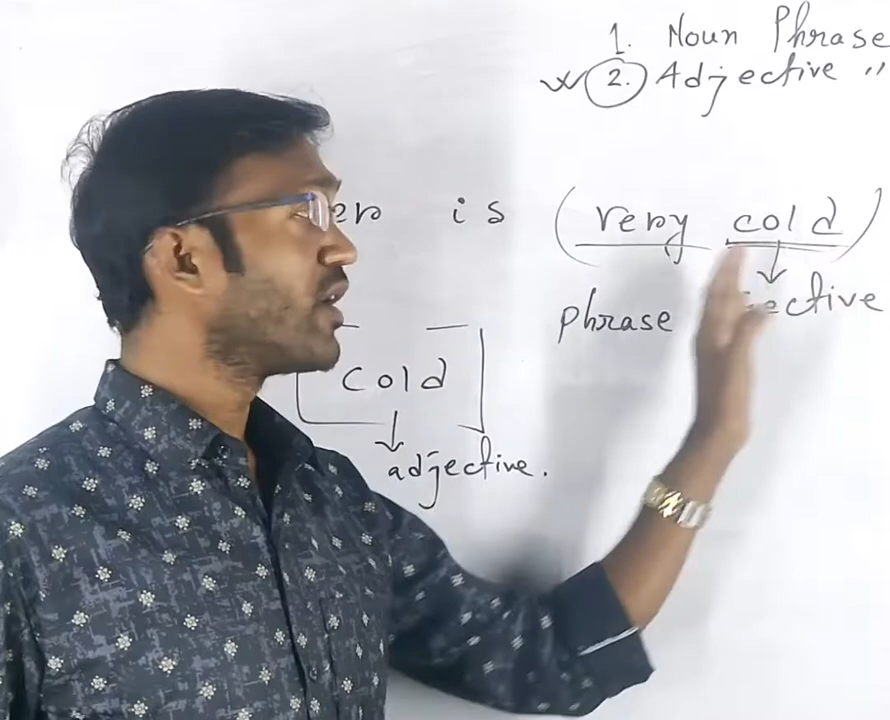 1. Noun Phrase
2. Adjective "
is (very cold)
phrase
cold
adjective.